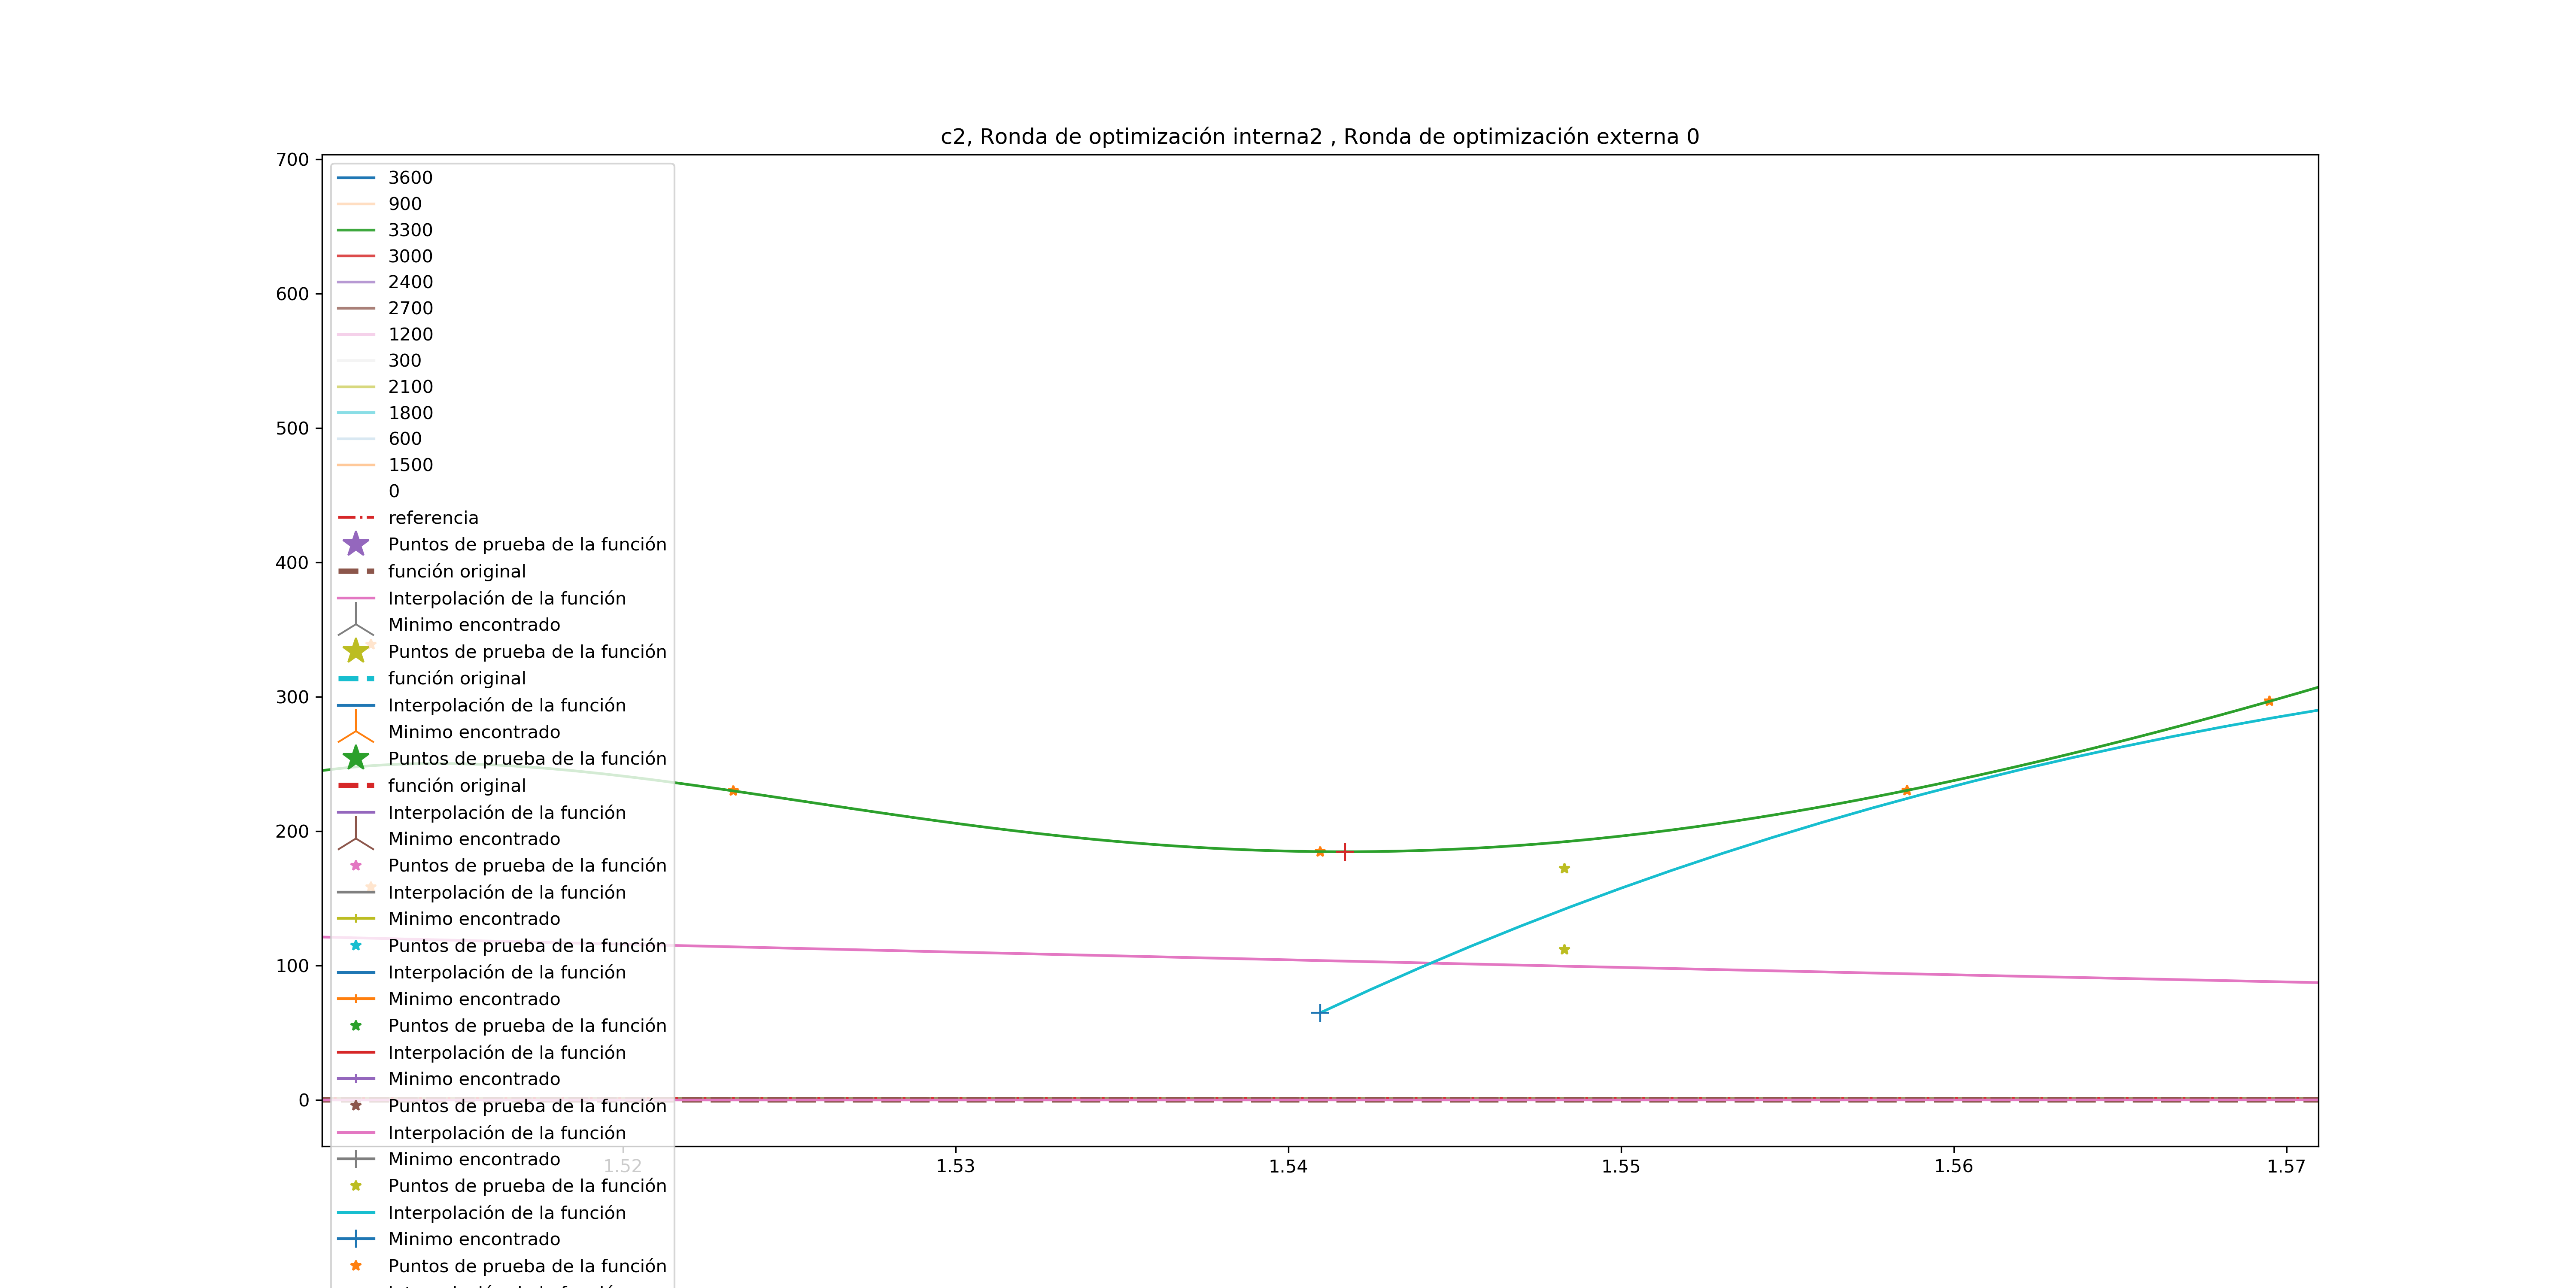 c2, Ronda de optimización interna2 , Ronda de optimización externa 0
700
600
500
400
300
200
100
0
3600
900
3300
3000
2400
2700
1200
300
2100
1800
600
1500
0
referencia
Puntos de prueba de la función
función original
Interpolación de la función
Minimo encontrado
Puntos de prueba de la función
función original
Interpolación de la función
Minimo encontrado
Puntos de prueba de la función
función original
Interpolación de la función
Minimo encontrado
Puntos de prueba de la función
Interpolación de la función
Minimo encontrado
Puntos de prueba de la función
Interpolación de la función
Minimo encontrado
Puntos de prueba de la función
Interpolación de la función
Minimo encontrado
Puntos de prueba de la función
Interpolación de la función
Minimo encontrado
Puntos de prueba de la función
Interpolación de la función
Minimo encontrado
Puntos de prueba de la función
1.52 1.53 1.54 1.55 1.56 1.57